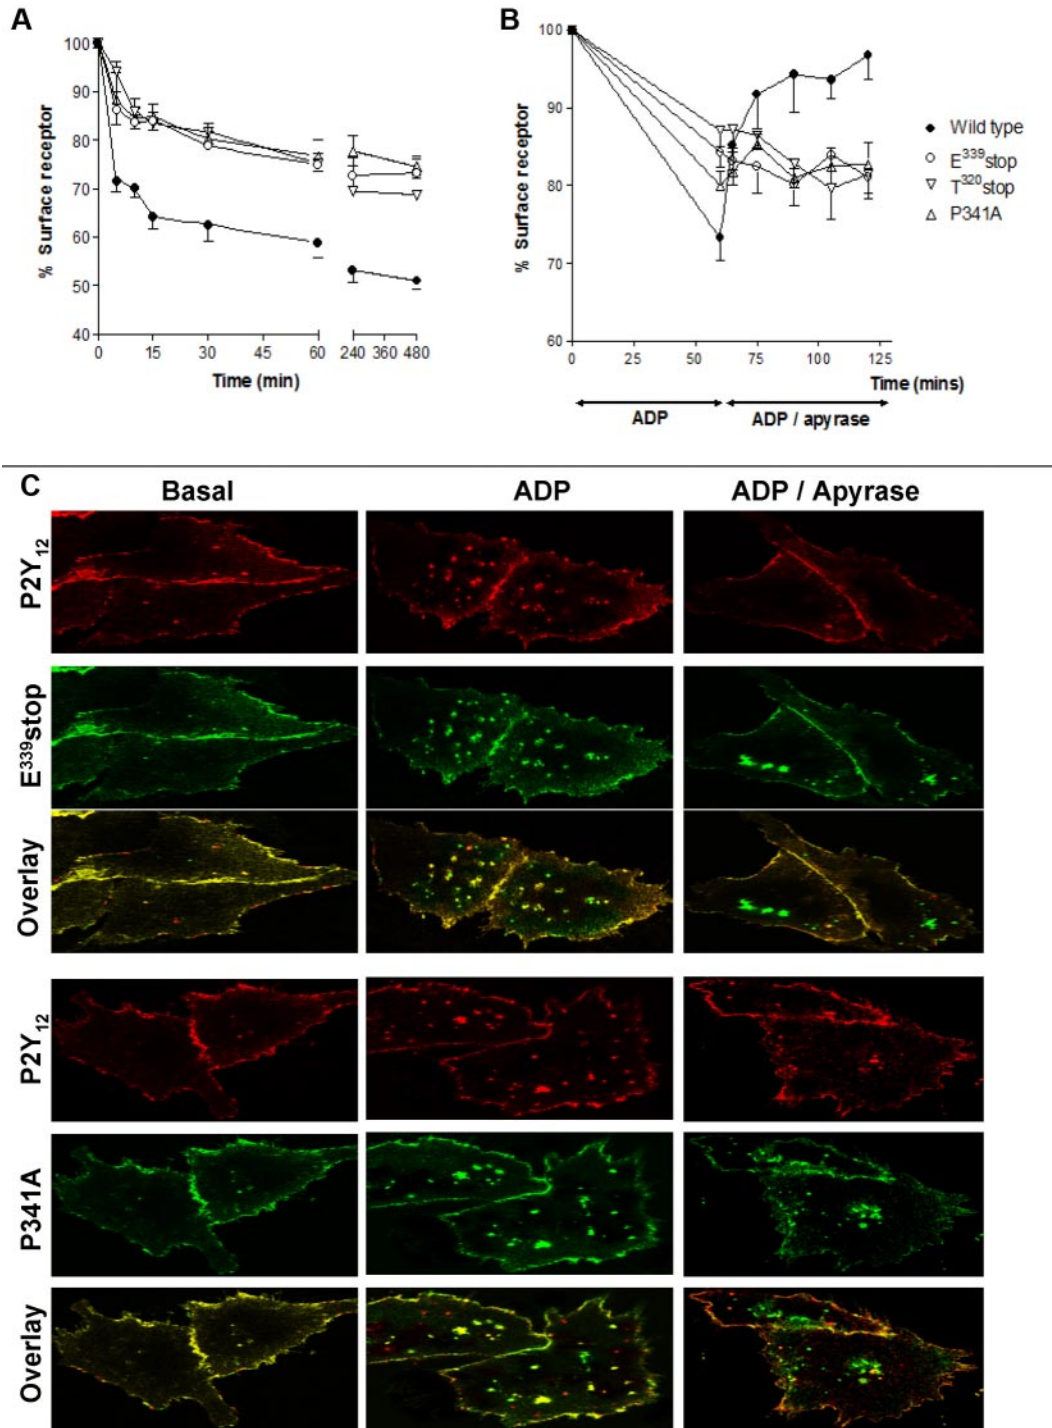 A
100
90
80
70
60
50
40
% Surface receptor
0 15 30 45 60 240 360 480
Time (min)
B
100
90
80
70
60
% Surface receptor
0 25 50 75 100 125
Time (mins)
ADP ADP / apyrase
Wild type
E³³⁹stop
T³²⁰stop
P341A
C
Basal ADP ADP / Apyrase
P2Y₁₂
E³³⁹stop
Overlay
P2Y₁₂
P341A
Overlay